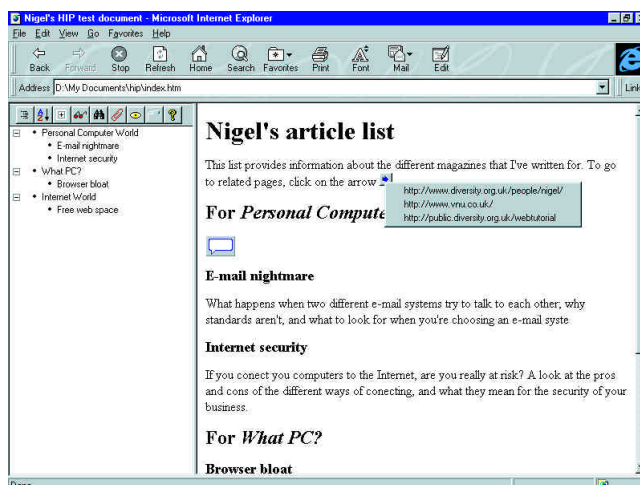 Nigel's HIP test document - Microsoft Internet Explorer
File Edit View Go Favorites Help
Back Forward Stop Refresh Home Search Favorites Print Font Mail Edit
Address D:\My Documents\hip\index.htm
Link
Personal Computer World
E-mail nightmare
Internet security
What PC?
Browser bloat
Internet World
Free web space
Nigel's article list
This list provides information about the different magazines that I've written for. To go
to related pages, click on the arrow
http://www.diversity.org.uk/people/nigel/
http://www.vnu.co.uk/
http://public.diversity.org.uk/webtutorial
For Personal Compute
E-mail nightmare
What happens when two different e-mail systems try to talk to each other, why
standards aren't, and what to look for when you're choosing an e-mail syste
Internet security
If you conect you computers to the Internet, are you really at risk? A look at the pros
and cons of the different ways of conecting, and what they mean for the security of your
business.
For What PC?
Browser bloat
Done